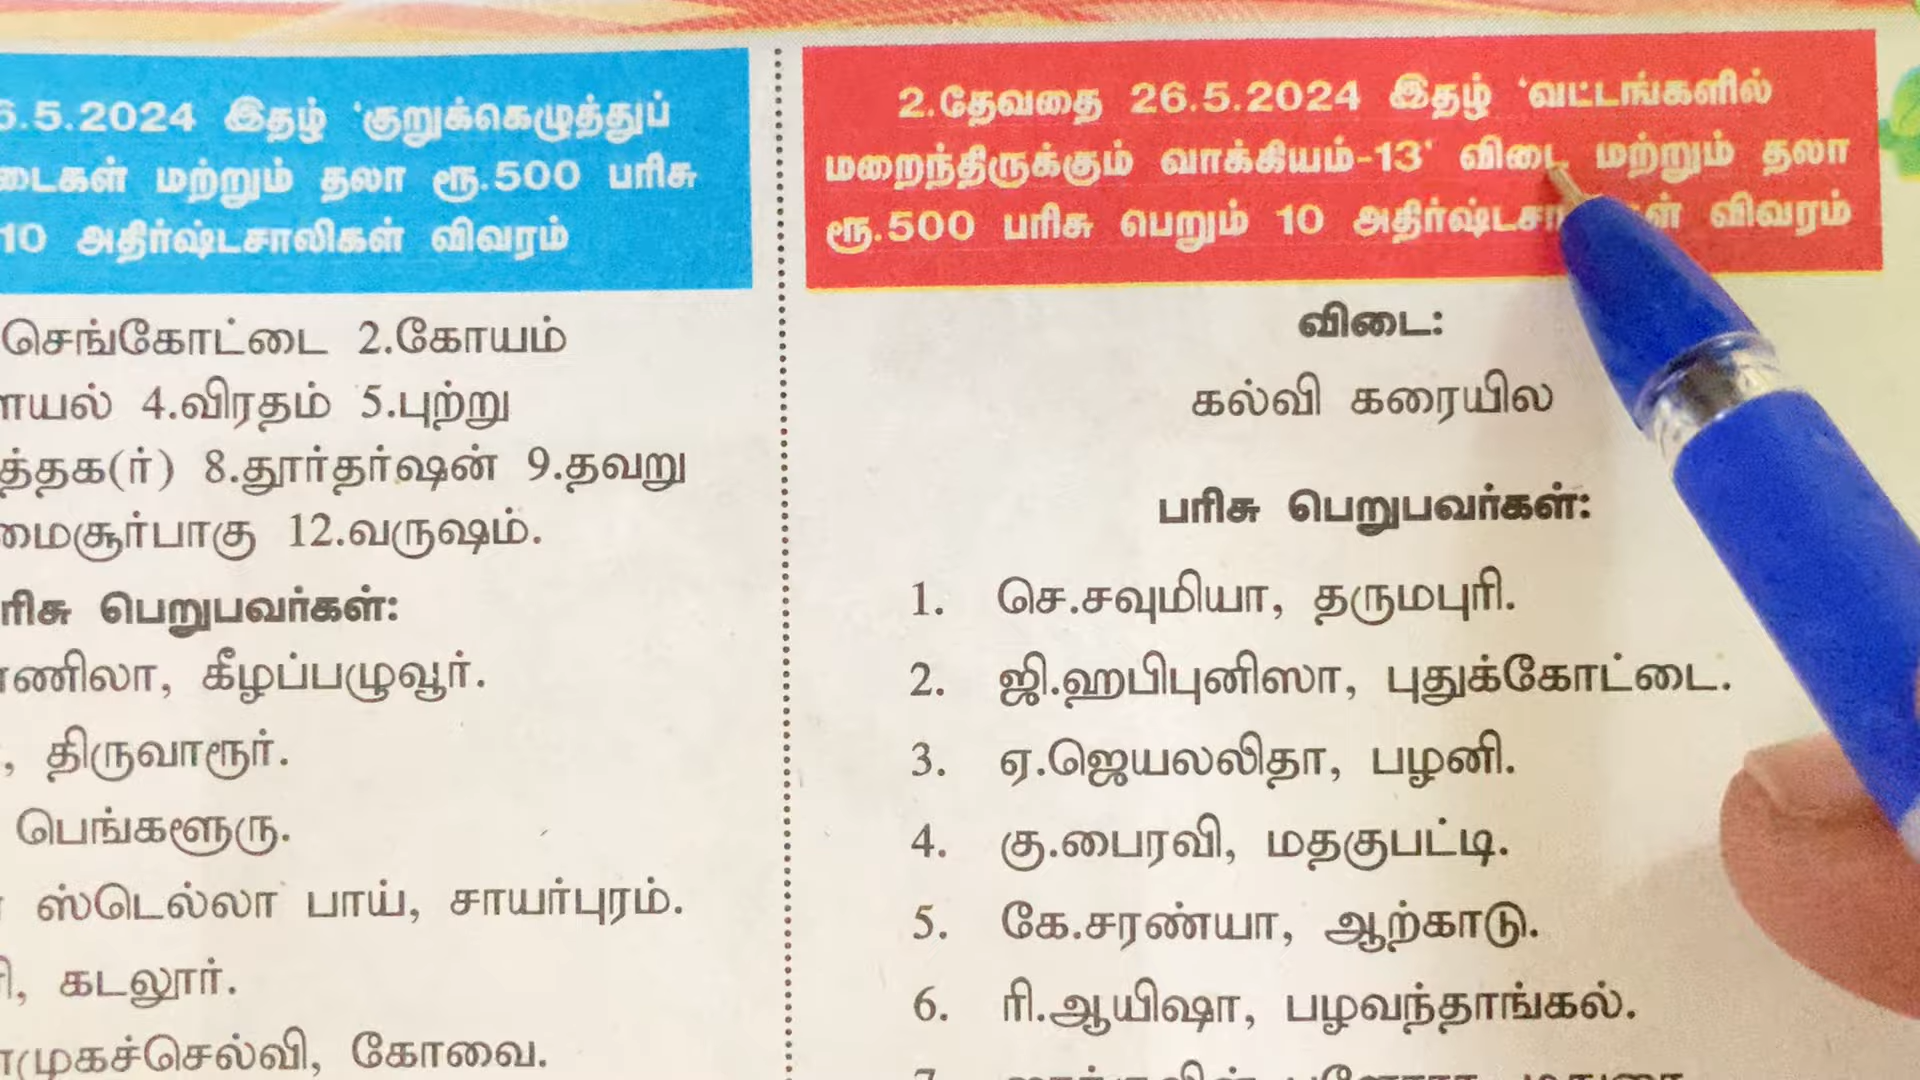 6.5.2024 இதழ் 'குறுக்கெழுத்துப்
டைகள் மற்றும் தலா ரூ.500 பரிசு
10 அதிர்ஷ்டசாலிகள் விவரம்
செங்கோட்டை 2.கோயம்
ளயல் 4.விரதம் 5.புற்று
த்தக(ர்) 8.தூர்தர்ஷன் 9.தவறு
மைசூர்பாகு 12.வருஷம்.
ரிசு பெறுபவர்கள்:
ணிலா, கீழப்பழுவூர்.
, திருவாரூர்.
பெங்களூரு.
ஸ்டெல்லா பாய், சாயர்புரம்.
ரி, கடலூர்.
முகச்செல்வி, கோவை.
2.தேவதை 26.5.2024 இதழ் 'வட்டங்களில்
மறைந்திருக்கும் வாக்கியம்-13' விடை மற்றும் தலா
ரூ.500 பரிசு பெறும் 10 விவரம்
விடை:
கல்வி கரையில
பரிசு பெறுபவர்கள்:
1. செ.சவுமியா, தருமபுரி.
2. ஜி.ஹபிபுனிஸா, புதுக்கோட்டை.
3. ஏ.ஜெயலலிதா, பழனி.
4. கு.பைரவி, மதகுபட்டி.
5. கே.சரண்யா, ஆற்காடு.
6. ரி.ஆயிஷா, பழவந்தாங்கல்.